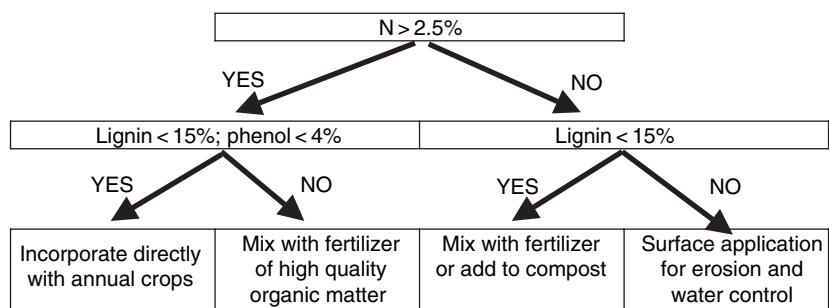 N > 2.5%
YES
NO
Lignin < 15%; phenol < 4%
Lignin < 15%
YES
NO
YES
NO
Incorporate directly
with annual crops
Mix with fertilizer
of high quality
organic matter
Mix with fertilizer
or add to compost
Surface application
for erosion and
water control